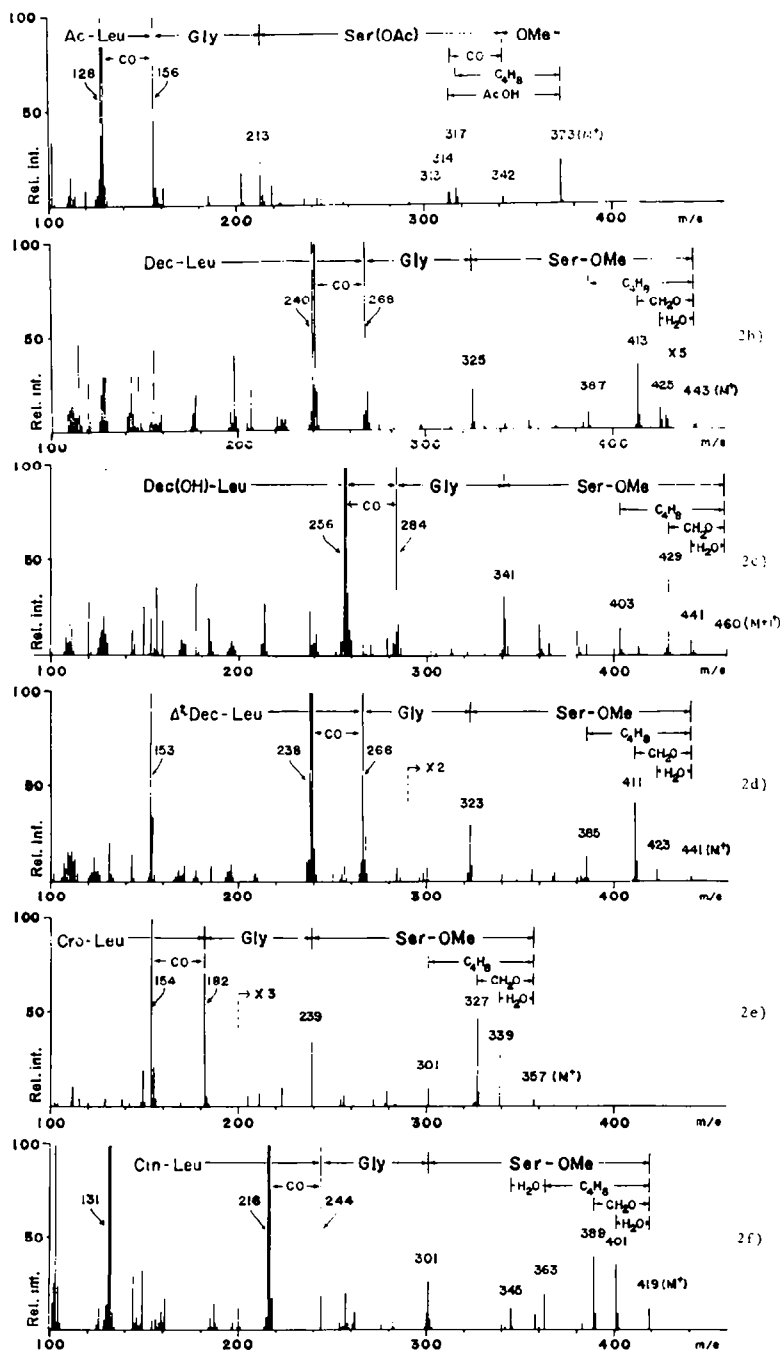 100
Ac-Leu Gly Ser(OAc) OMe
CO CO
128 156 C4H8
AcOH
50
213 317 373(M+)
314
313 342
Rel. int.
100 200 300 400 m/e
100
Dec-Leu Gly Ser-OMe
CO C4H8
240 268 CH2O 2b)
H2O
50
413
X5
325 387 425 443(M+)
Rel. int.
100 200 300 400 m/e
100
Dec(OH)-Leu Gly Ser-OMe
CO C4H8
256 284 CH2O
H2O 2c)
50 429
341
403 441 460(M+1)+
Rel. int.
100 200 300 400 m/e
100
Dec-Leu Gly Ser-OMe
CO C4H8
153 238 266 CH2O
X2 H2O 2d)
50 411
323
385 423 441(M+)
Rel. int.
100 200 300 400 m/e
100
Cro-Leu Gly Ser-OMe
CO C4H8
154 182 X3 CH2O
H2O 2e)
50 327
239 339
301 357(M+)
Rel. int.
100 200 300 400 m/e
100
Cin-Leu Gly Ser-OMe
H2O C4H8
131 216 CO 244 CH2O
H2O
50 389 2f)
401
301
345 363 419(M+)
Rel. int.
100 200 300 400 m/e